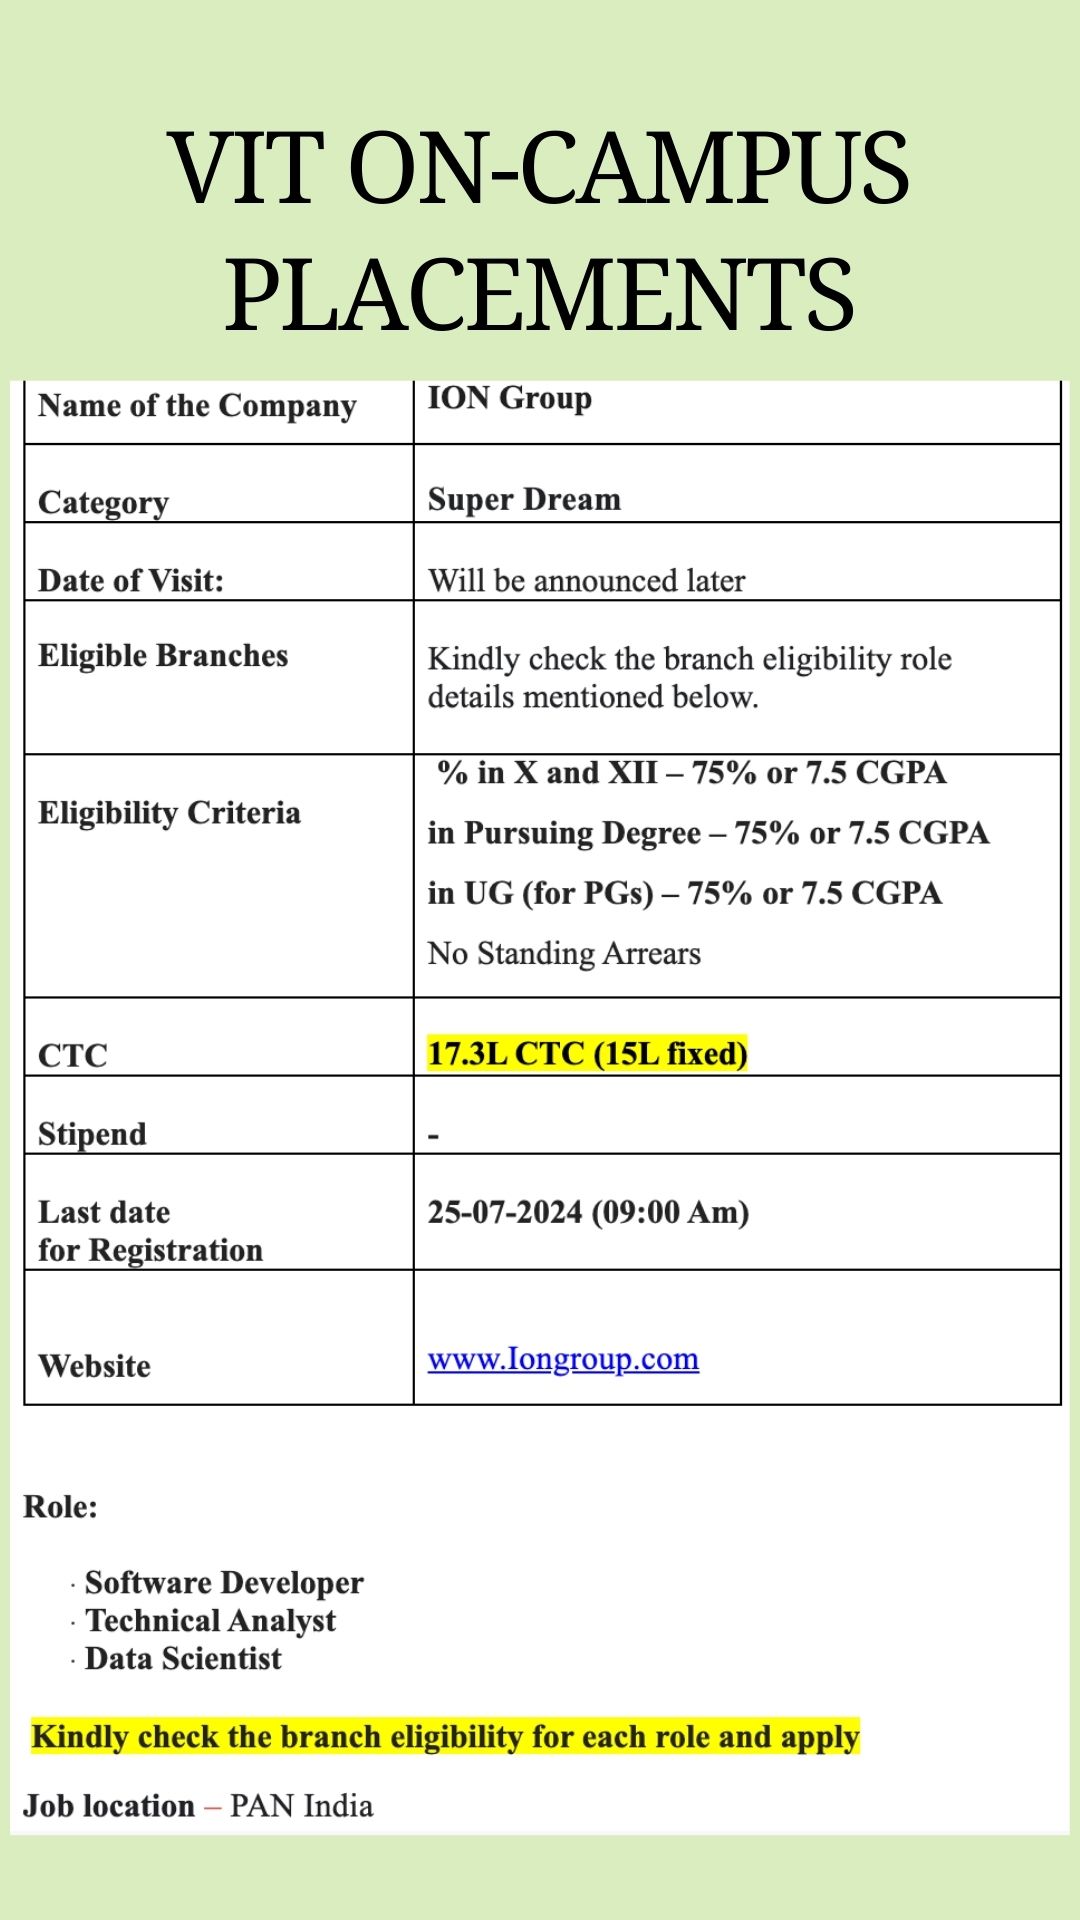 VIT ON-CAMPUS
PLACEMENTS
Name of the Company
ION Group
Category
Super Dream
Date of Visit:
Will be announced later
Eligible Branches
Kindly check the branch eligibility role
details mentioned below.
Eligibility Criteria
% in X and XII – 75% or 7.5 CGPA
in Pursuing Degree – 75% or 7.5 CGPA
in UG (for PGs) – 75% or 7.5 CGPA
No Standing Arrears
CTC
17.3L CTC (15L fixed)
Stipend
-
Last date
for Registration
25-07-2024 (09:00 Am)
Website
www.Iongroup.com
Role:
· Software Developer
· Technical Analyst
· Data Scientist
Kindly check the branch eligibility for each role and apply
Job location – PAN India